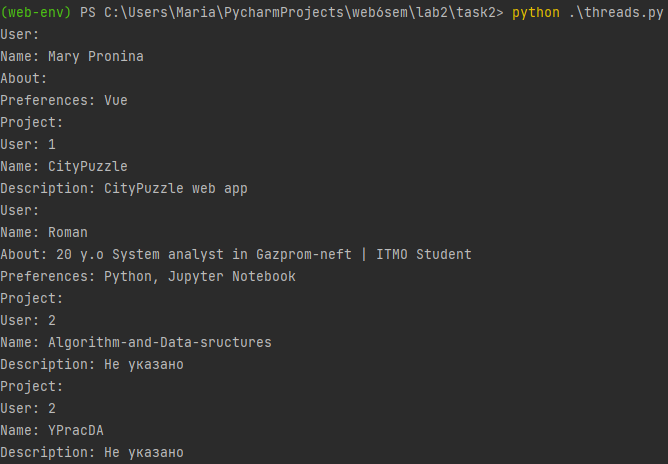 (web-env) PS C:\Users\Maria\PycharmProjects\web6sem\lab2\task2> python .\threads.py
User:
Name: Mary Pronina
About:
Preferences: Vue
Project:
User: 1
Name: CityPuzzle
Description: CityPuzzle web app
User:
Name: Roman
About: 20 y.o System analyst in Gazprom-neft | ITMO Student
Preferences: Python, Jupyter Notebook
Project:
User: 2
Name: Algorithm-and-Data-sructures
Description: Не указано
Project:
User: 2
Name: YPracDA
Description: Не указано